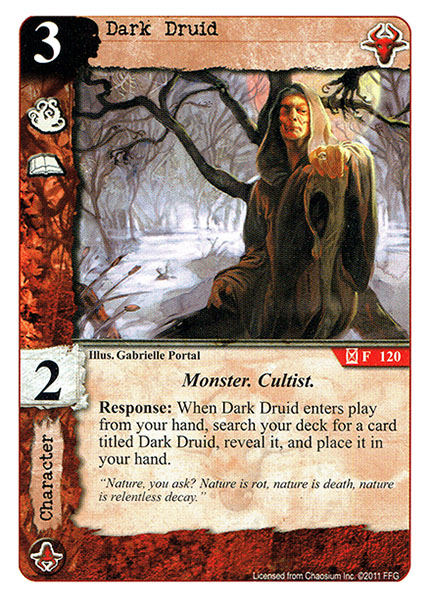 3
Dark Druid
Illus. Gabrielle Portal
F 120
2
Monster. Cultist.
Response: When Dark Druid enters play
from your hand, search your deck for a card
titled Dark Druid, reveal it, and place it in
your hand.
“Nature, you ask? Nature is rot, nature is death, nature
is relentless decay.”
Character
Licensed from Chaosium Inc. ©2011 FFG